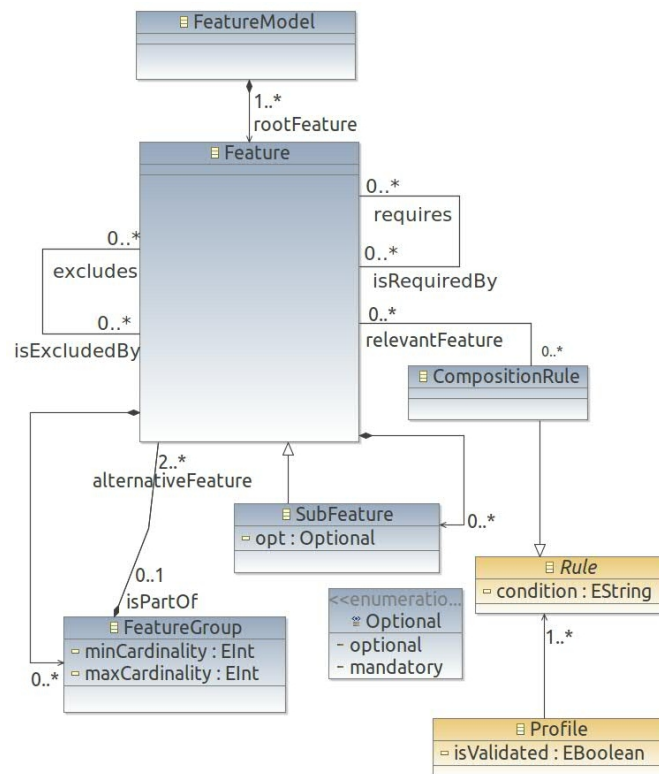 FeatureModel
1..*
rootFeature
Feature
0..*
requires
0..*
isRequiredBy
0..*
excludes
0..*
isExcludedBy
0..*
relevantFeature
0..*
CompositionRule
2..*
alternativeFeature
SubFeature
opt : Optional
0..*
Rule
condition : EString
0..1
isPartOf
FeatureGroup
minCardinality : EInt
maxCardinality : EInt
0..*
<<enumeratio...
Optional
optional
mandatory
1..*
Profile
isValidated : EBoolean